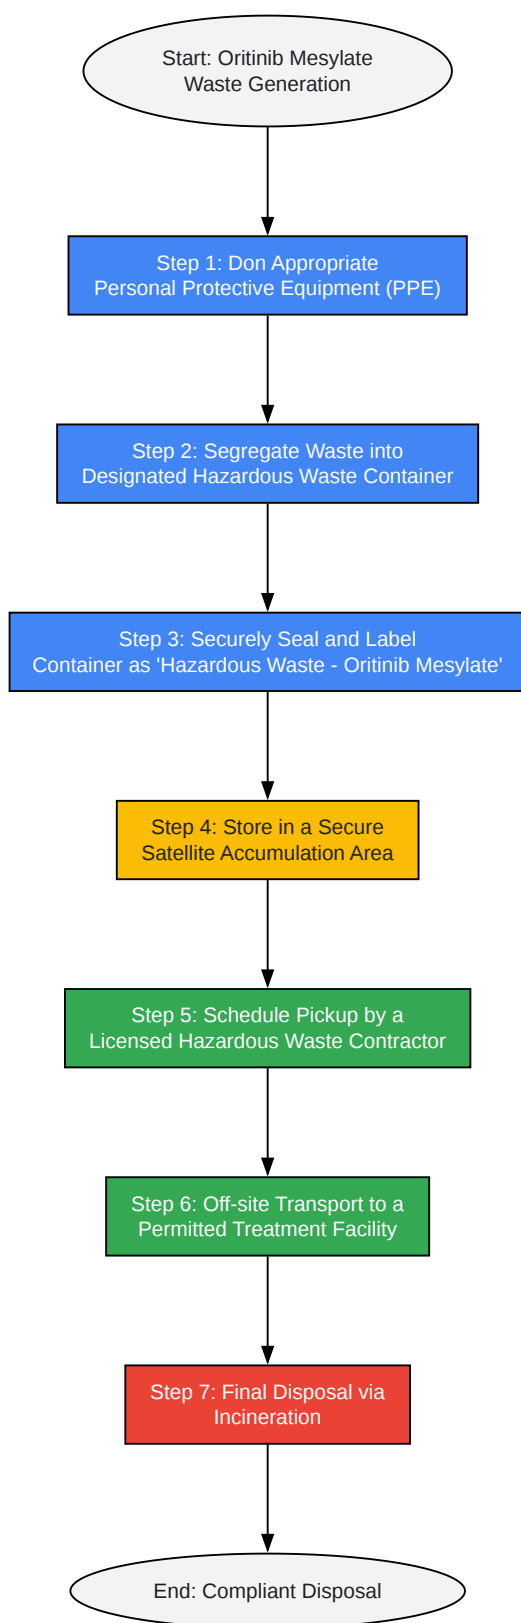 Start: Oritinib Mesylate
Waste Generation
Step 1: Don Appropriate
Personal Protective Equipment (PPE)
Step 2: Segregate Waste into
Designated Hazardous Waste Container
Step 3: Securely Seal and Label
Container as 'Hazardous Waste - Oritinib Mesylate'
Step 4: Store in a Secure
Satellite Accumulation Area
Step 5: Schedule Pickup by a
Licensed Hazardous Waste Contractor
Step 6: Off-site Transport to a
Permitted Treatment Facility
Step 7: Final Disposal via
Incineration
End: Compliant Disposal